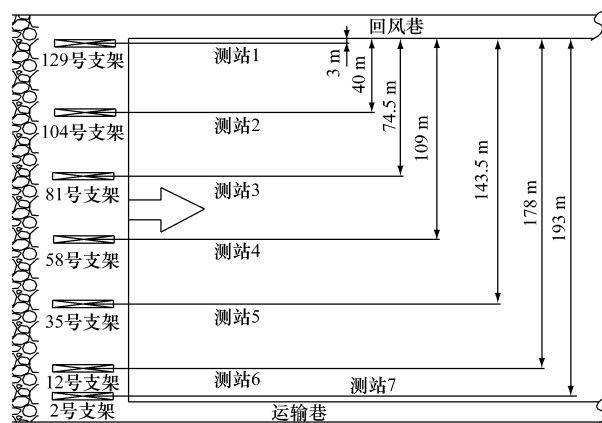 回风巷
129号支架
测站1
3 m
40 m
74.5 m
109 m
143.5 m
178 m
193 m
104号支架
测站2
81号支架
测站3
58号支架
测站4
35号支架
测站5
12号支架
测站6
测站7
2号支架
运输巷